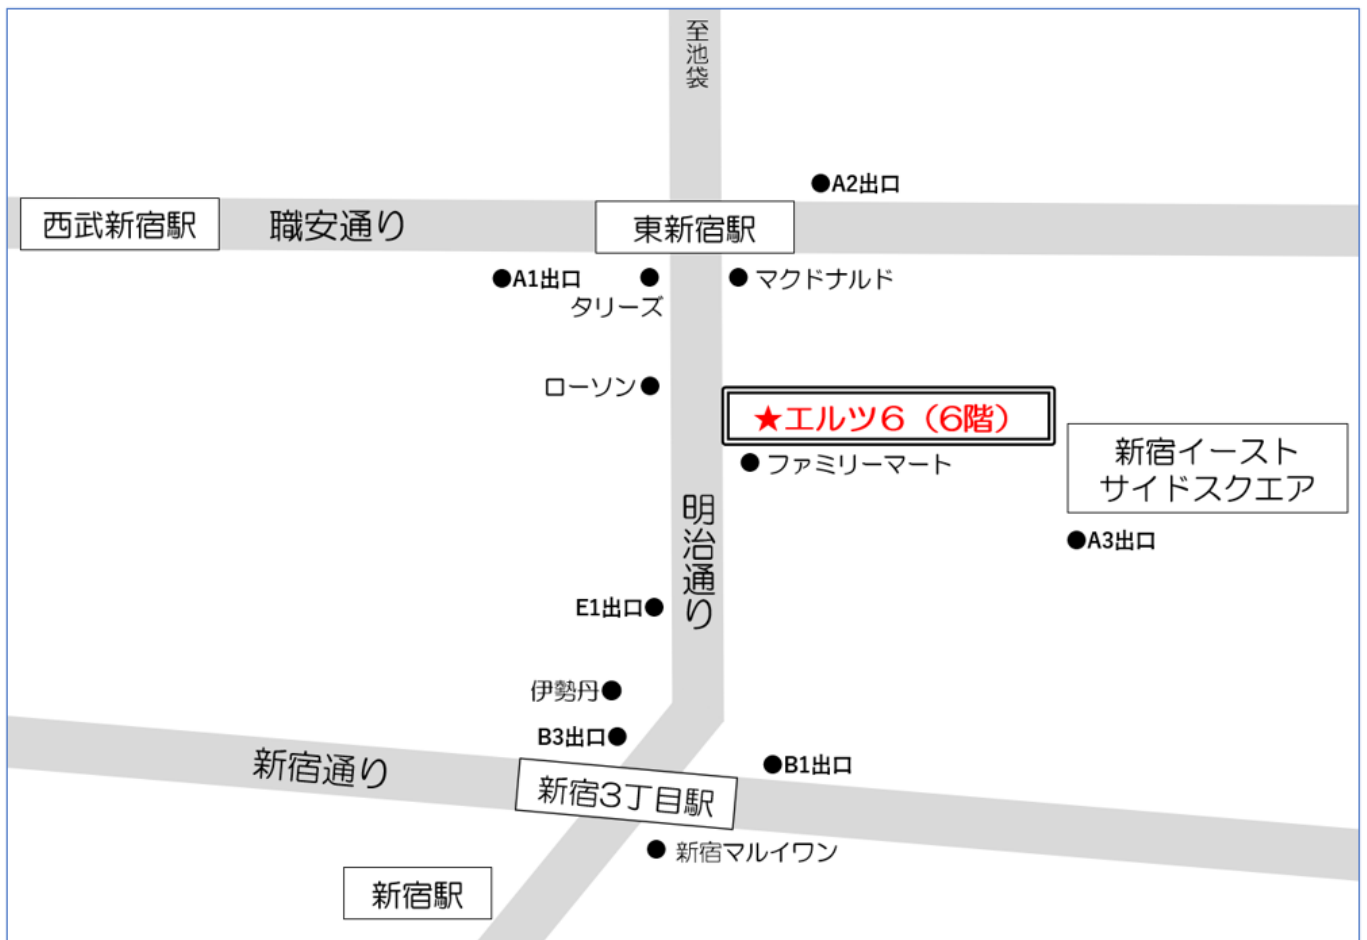 至池袋
●A2出口
西武新宿駅
職安通り
東新宿駅
●A1出口
タリーズ
マクドナルド
ローソン
★エルツ6（6階）
ファミリーマート
新宿イースト
サイドスクエア
●A3出口
明治通り
E1出口●
伊勢丹●
B3出口●
新宿通り
新宿3丁目駅
●B1出口
新宿マルイワン
新宿駅